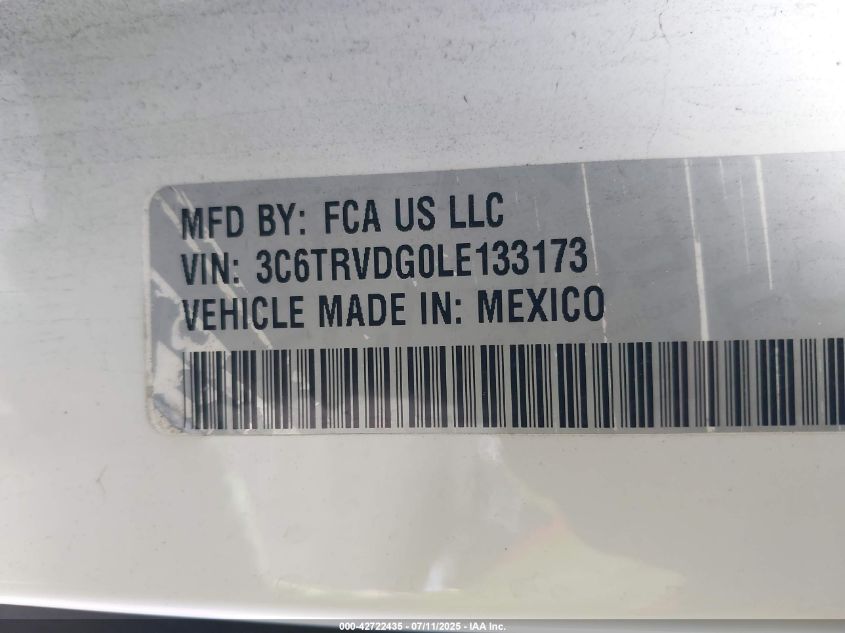 MFD BY: FCA US LLC
VIN: 3C6TRVDG0LE133173
VEHICLE MADE IN: MEXICO
000-42722435 - 07/11/2025 - IAA Inc.